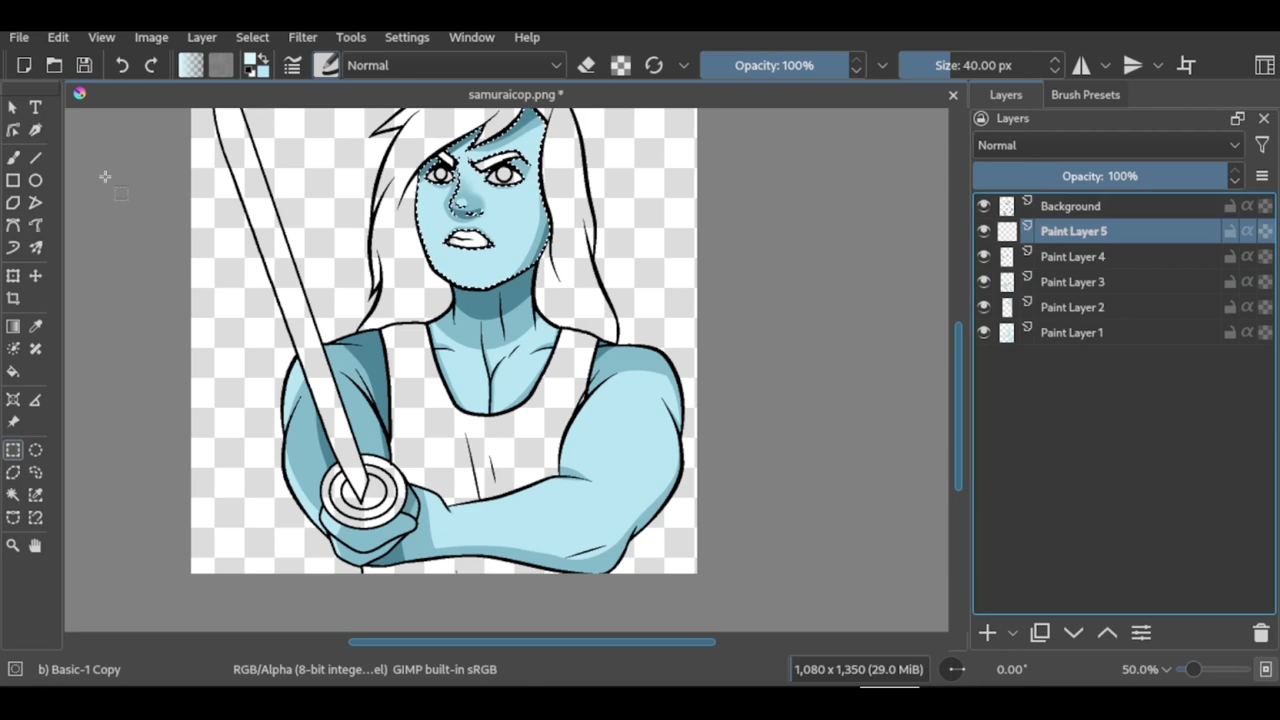 File Edit View Image Layer Select Filter Tools Settings Window Help
Normal Opacity: 100% Size: 40.00 px
samuraicop.png * Layers Brush Presets
Layers
Normal
Opacity: 100%
Background
Paint Layer 5
Paint Layer 4
Paint Layer 3
Paint Layer 2
Paint Layer 1
b) Basic-1 Copy RGB/Alpha (8-bit intege...el) GIMP built-in sRGB 1,080 x 1,350 (29.0 MiB) 0.00° 50.0%